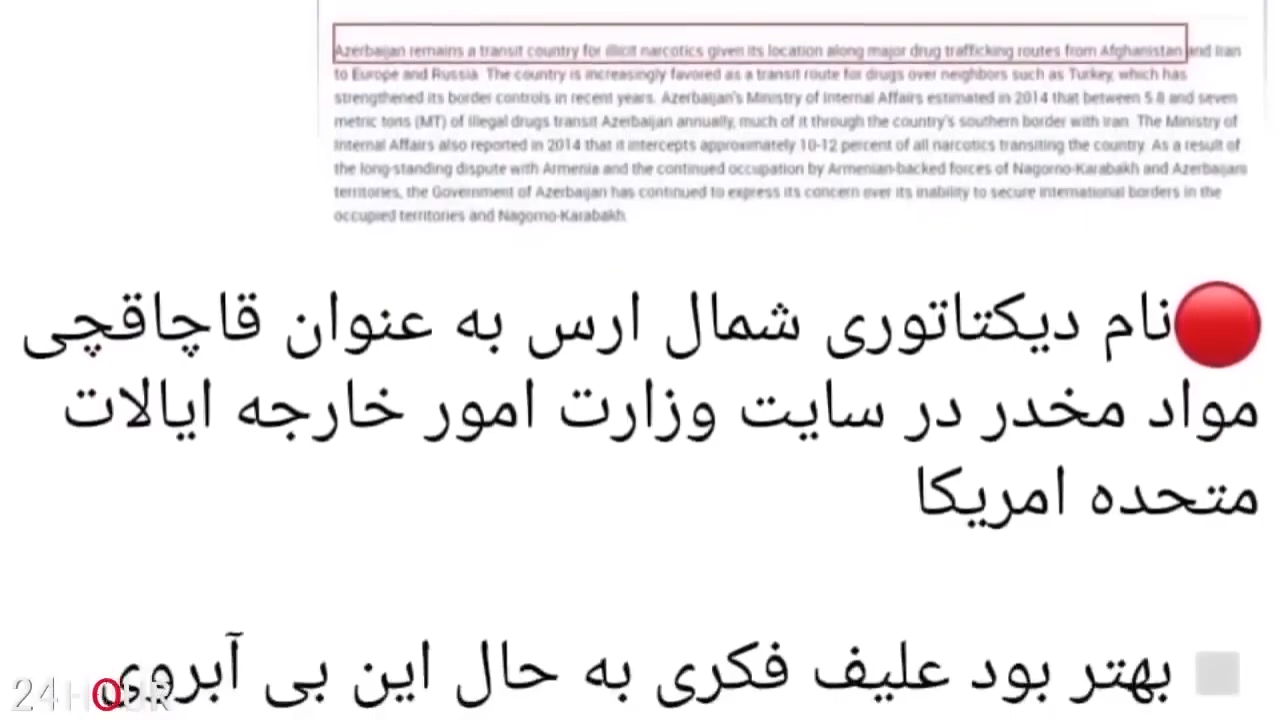 Azerbaijan remains a transit country for illicit narcotics given its location along major drug trafficking routes from Afghanistan and Iran
to Europe and Russia. The country is increasingly favored as a transit route for drugs over neighbors such as Turkey, which has
strengthened its border controls in recent years. Azerbaijan's Ministry of Internal Affairs estimated in 2014 that between 5.8 and seven
metric tons (MT) of illegal drugs transit Azerbaijan annually, much of it through the country's southern border with Iran. The Ministry of
Internal Affairs also reported in 2014 that it intercepts approximately 10-12 percent of all narcotics transiting the country. As a result of
the long-standing dispute with Armenia and the continued occupation by Armenian-backed forces of Nagorno-Karabakh and Azerbaijani
territories, the Government of Azerbaijan has continued to express its concern over its inability to secure international borders in the
occupied territories and Nagorno-Karabakh.
نام دیکتاتوری شمال ارس به عنوان قاچاقچی
مواد مخدر در سایت وزارت امور خارجه ایالات
متحده امریکا
بهتر بود علیف فکری به حال این بی آبروی
24HOUR